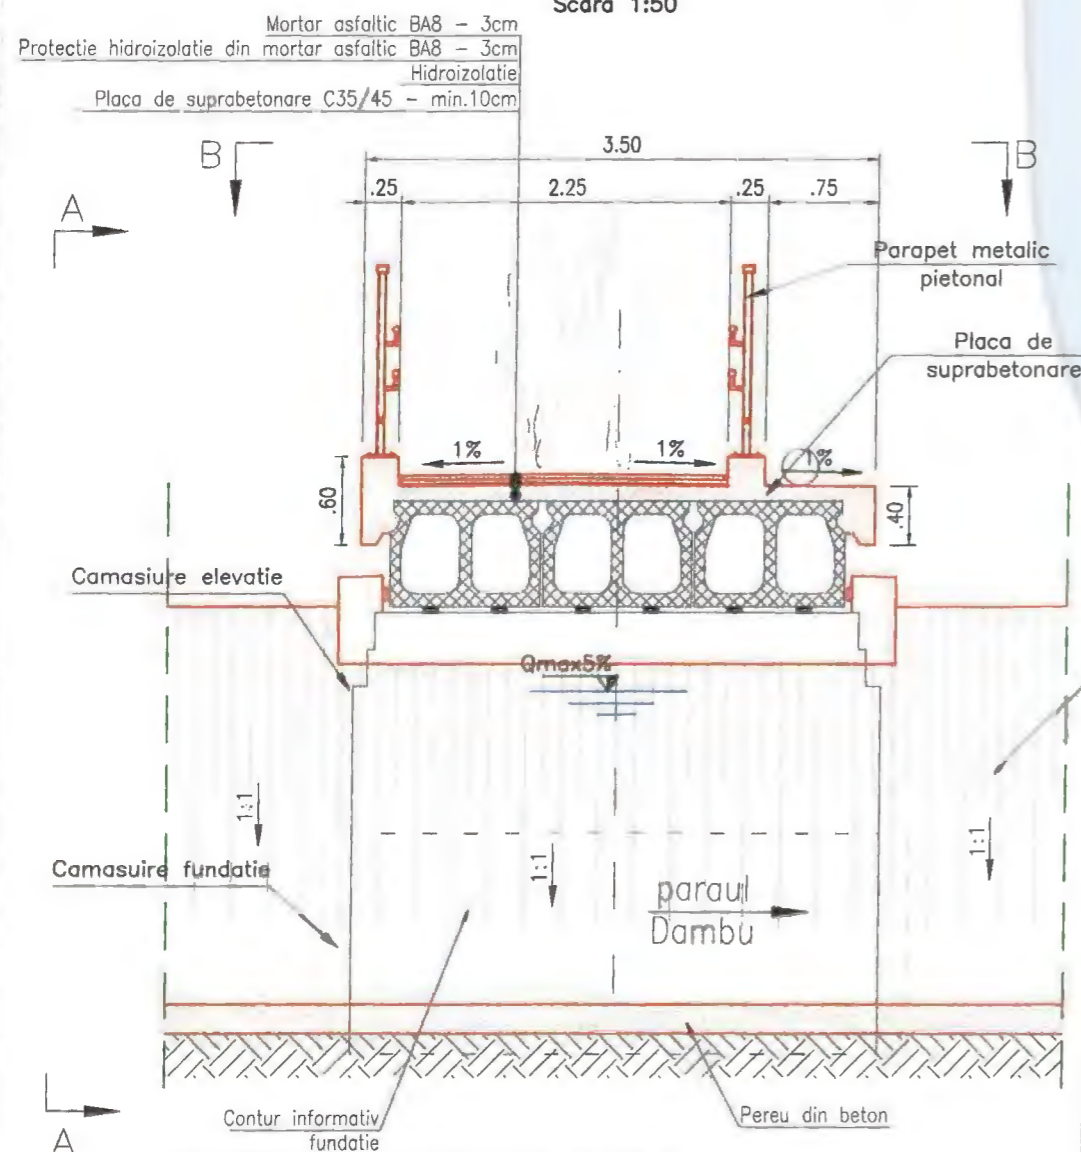 Scara 1:50
Mortar asfaltic BA8 - 3cm
Protectie hidroizolatie din mortar asfaltic BA8 - 3cm
Hidroizolatie
Placa de suprabetonare C35/45 - min.10cm
B
3.50
B
A
.25
2.25
.25
.75
Parapet metalic
pietonal
Placa de
suprabetonare
1%
1%
1%
.60
.40
Camasiure elevatie
Qmax5%
1:1
1:1
1:1
Camasuire fundatie
paraul
Dambu
Contur informativ
fundatie
Pereu din beton
A